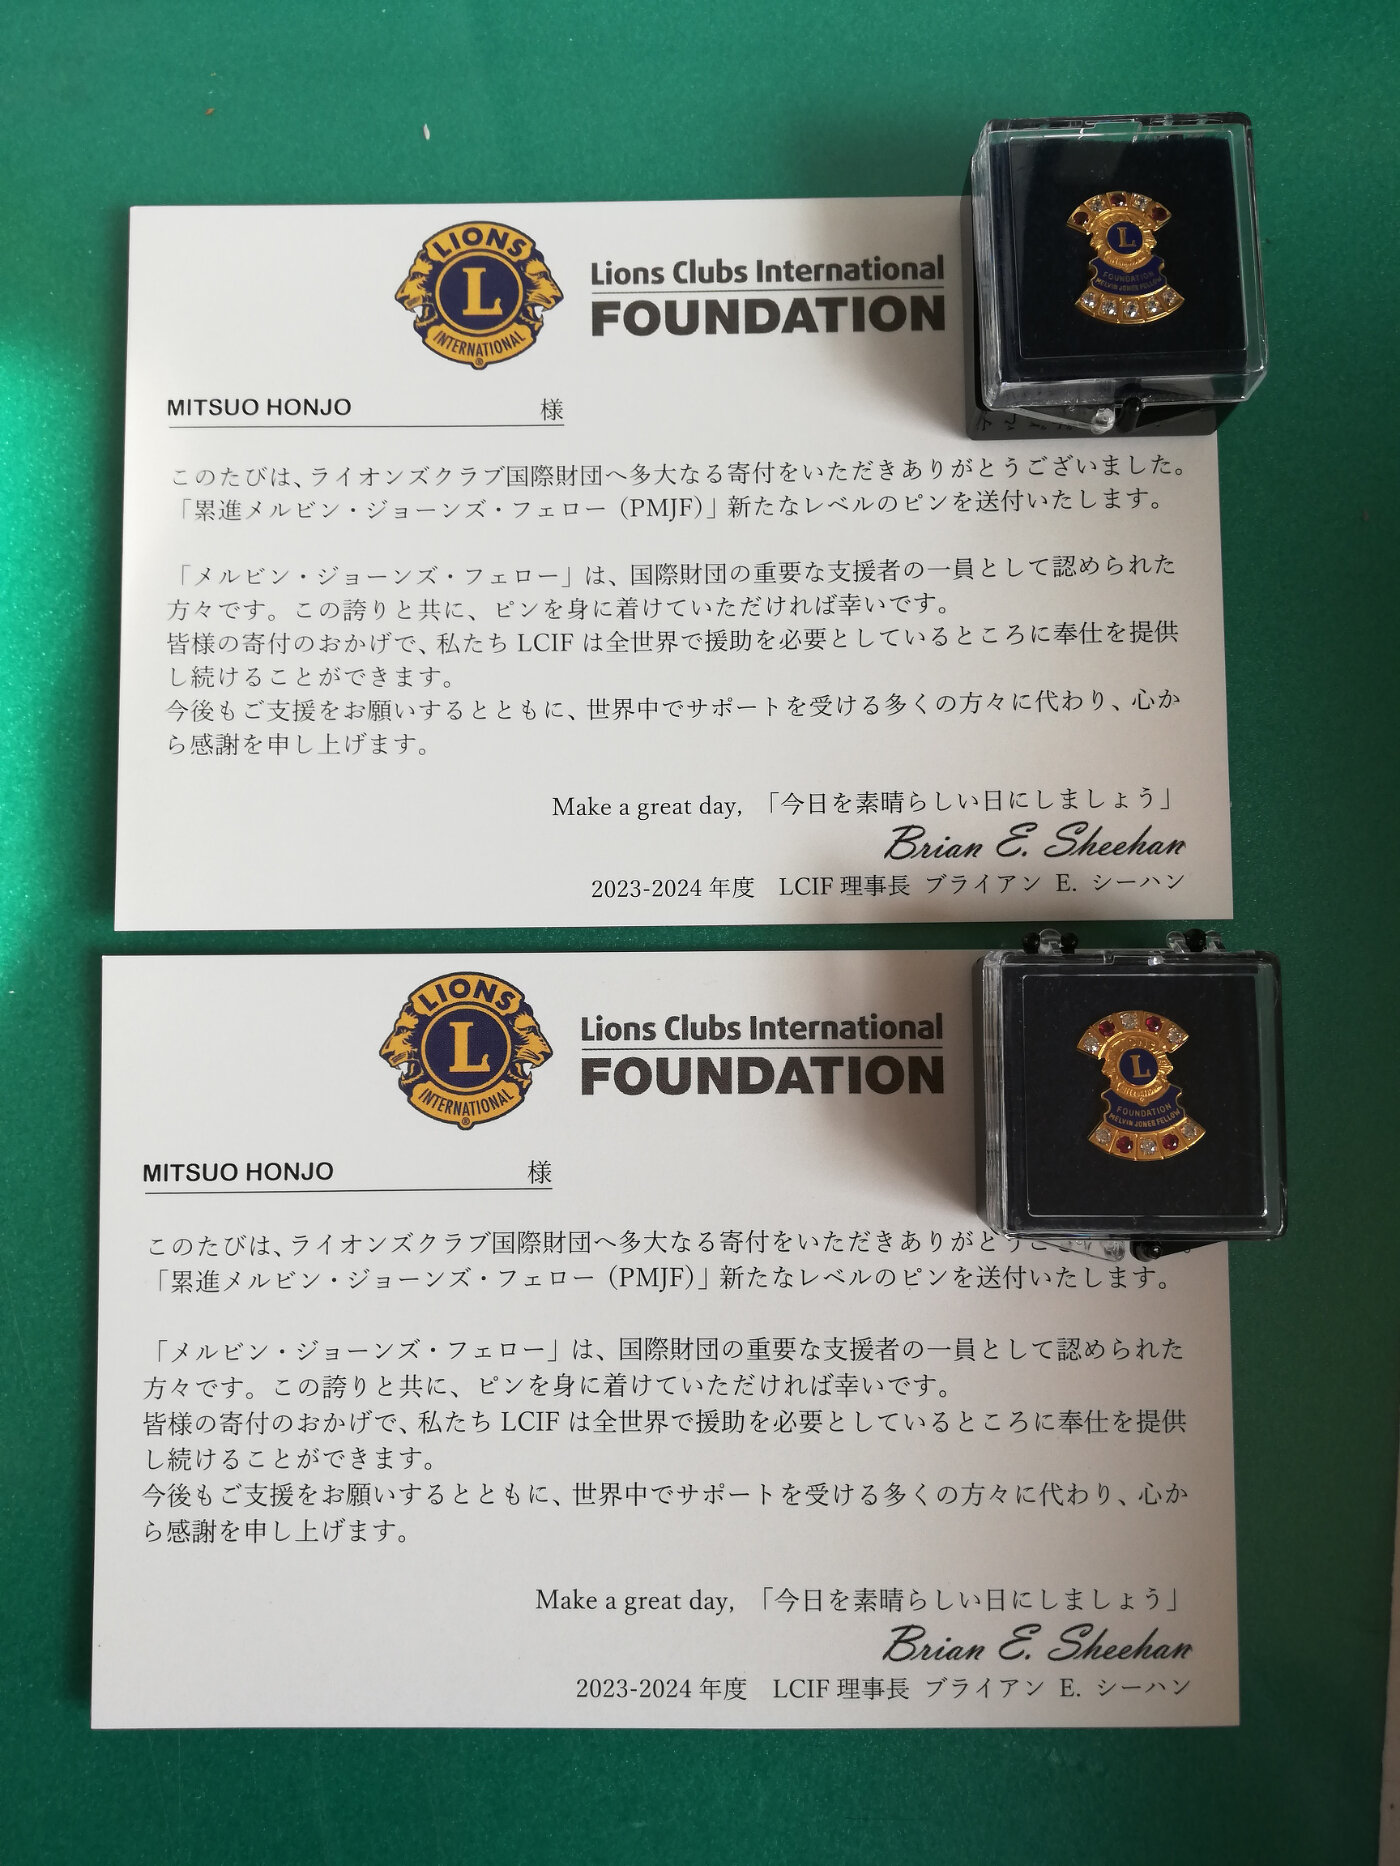 LIONS
L
INTERNATIONAL
Lions Clubs International
FOUNDATION
L
FOUNDATION
MELVIN JONES FELLOW
MITSUO HONJO 様
このたびは、ライオンズクラブ国際財団へ多大なる寄付をいただきありがとうございました。
「累進メルビン・ジョーンズ・フェロー（PMJF）」新たなレベルのピンを送付いたします。
「メルビン・ジョーンズ・フェロー」は、国際財団の重要な支援者の一員として認められた
方々です。この誇りと共に、ピンを身に着けていただければ幸いです。
皆様の寄付のおかげで、私たち LCIF は全世界で援助を必要としているところに奉仕を提供
し続けることができます。
今後もご支援をお願いするとともに、世界中でサポートを受ける多くの方々に代わり、心か
ら感謝を申し上げます。
Make a great day, 「今日を素晴らしい日にしましょう」
Brian E. Sheehan
2023-2024 年度 LCIF 理事長 ブライアン E. シーハン
LIONS
L
INTERNATIONAL
Lions Clubs International
FOUNDATION
L
FOUNDATION
MELVIN JONES FELLOW
MITSUO HONJO 様
このたびは、ライオンズクラブ国際財団へ多大なる寄付をいただきありがとうご
「累進メルビン・ジョーンズ・フェロー（PMJF）」新たなレベルのピンを送付いたします。
「メルビン・ジョーンズ・フェロー」は、国際財団の重要な支援者の一員として認められた
方々です。この誇りと共に、ピンを身に着けていただければ幸いです。
皆様の寄付のおかげで、私たち LCIF は全世界で援助を必要としているところに奉仕を提供
し続けることができます。
今後もご支援をお願いするとともに、世界中でサポートを受ける多くの方々に代わり、心か
ら感謝を申し上げます。
Make a great day, 「今日を素晴らしい日にしましょう」
Brian E. Sheehan
2023-2024 年度 LCIF 理事長 ブライアン E. シーハン